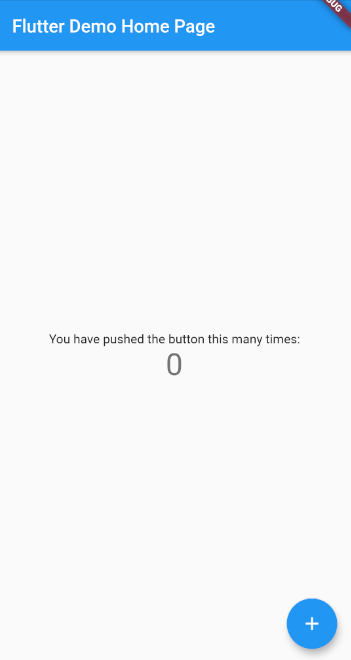 Flutter Demo Home Page
You have pushed the button this many times:
0
+